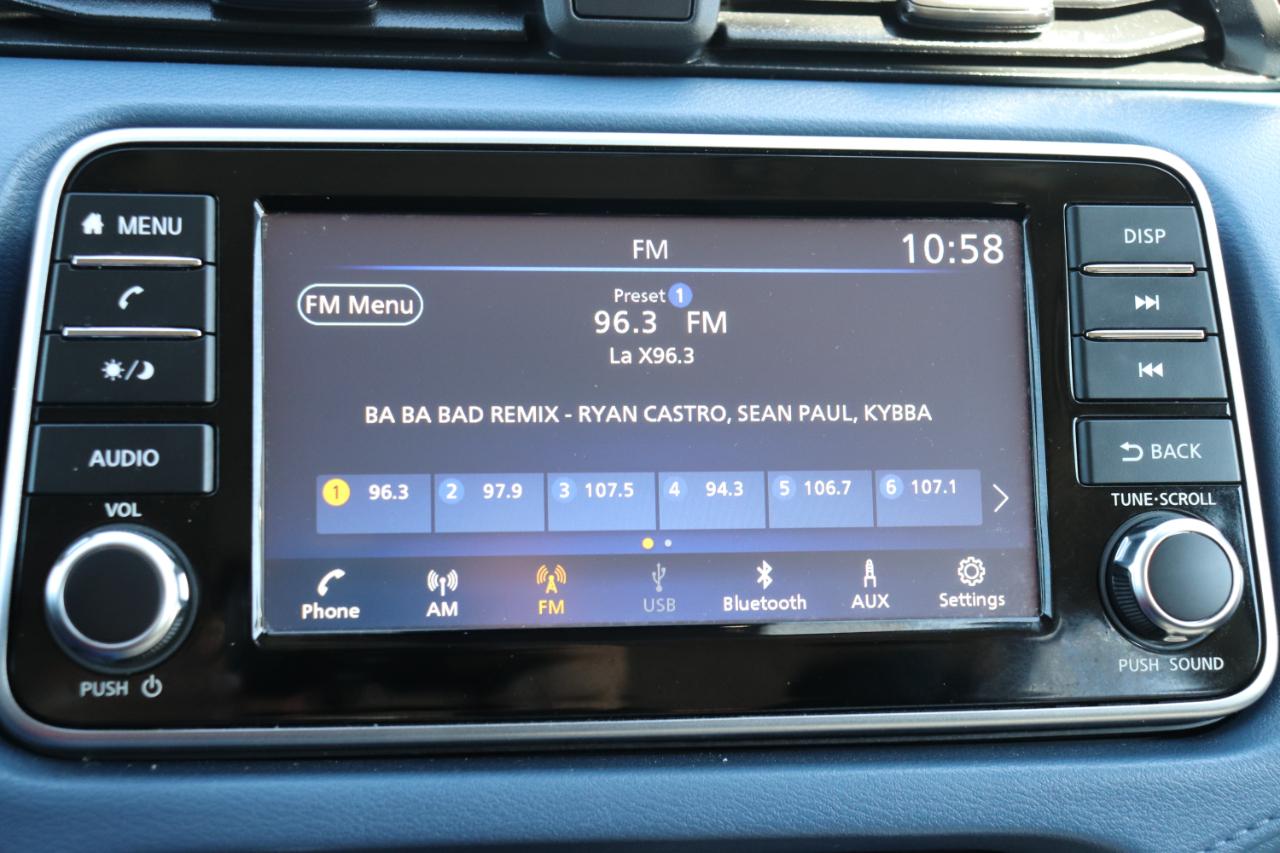 MENU
DISP
AUDIO
BACK
VOL
TUNE·SCROLL
PUSH
PUSH SOUND
FM
10:58
FM Menu
Preset 1
96.3 FM
La X96.3
BA BA BAD REMIX - RYAN CASTRO, SEAN PAUL, KYBBA
1 96.3 2 97.9 3 107.5 4 94.3 5 106.7 6 107.1
Phone AM FM USB Bluetooth AUX Settings